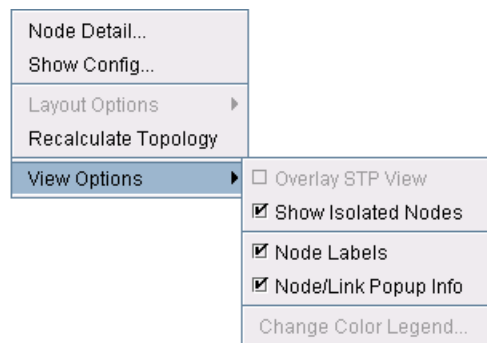 Node Detail...
Show Config...
Layout Options
Recalculate Topology
View Options
Overlay STP View
Show Isolated Nodes
Node Labels
Node/Link Popup Info
Change Color Legend...